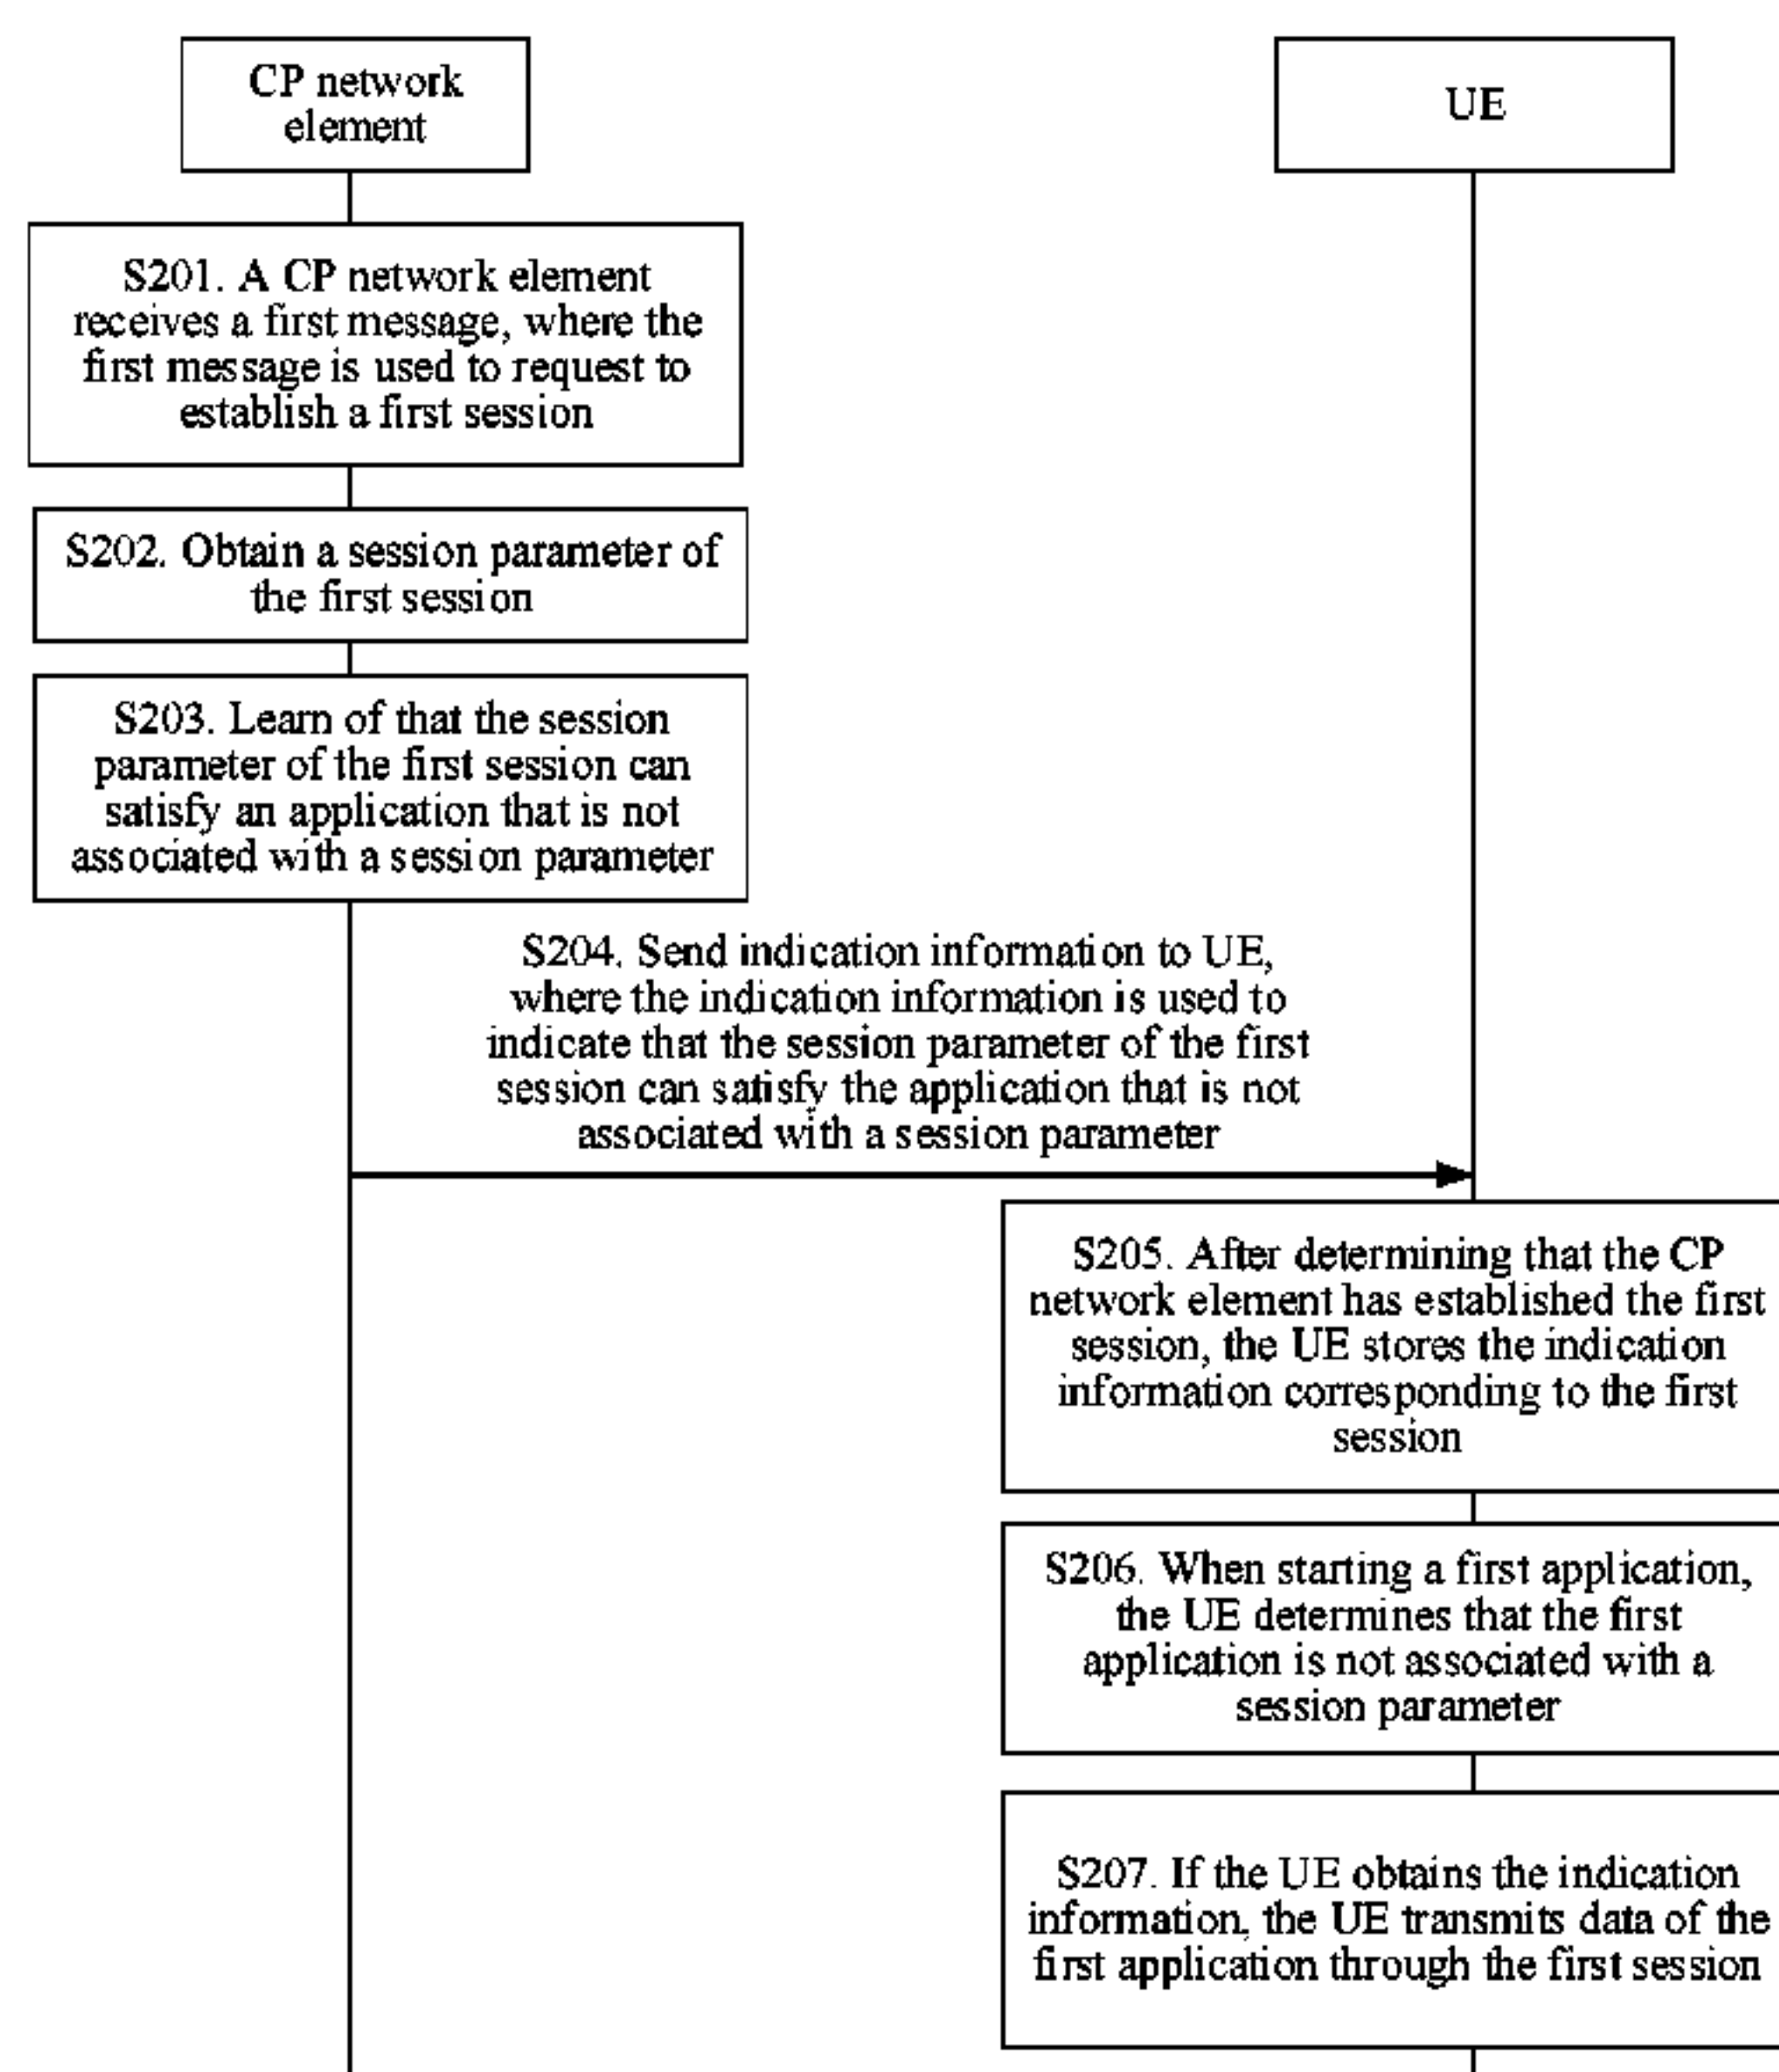 CP network
element
UE
S201. A CP network element
receives a first message, where the
first message is used to request to
establish a first session
S202. Obtain a session parameter of
the first session
S203. Learn of that the session
parameter of the first session can
satisfy an application that is not
associated with a session parameter
S204. Send indication information to UE,
where the indication information is used to
indicate that the session parameter of the first
session can satisfy the application that is not
associated with a session parameter
S205. After determining that the CP
network element has established the first
session, the UE stores the indication
information corresponding to the first
session
S206. When starting a first application,
the UE determines that the first
application is not associated with a
session parameter
S207. If the UE obtains the indication
information, the UE transmits data of the
first application through the first session